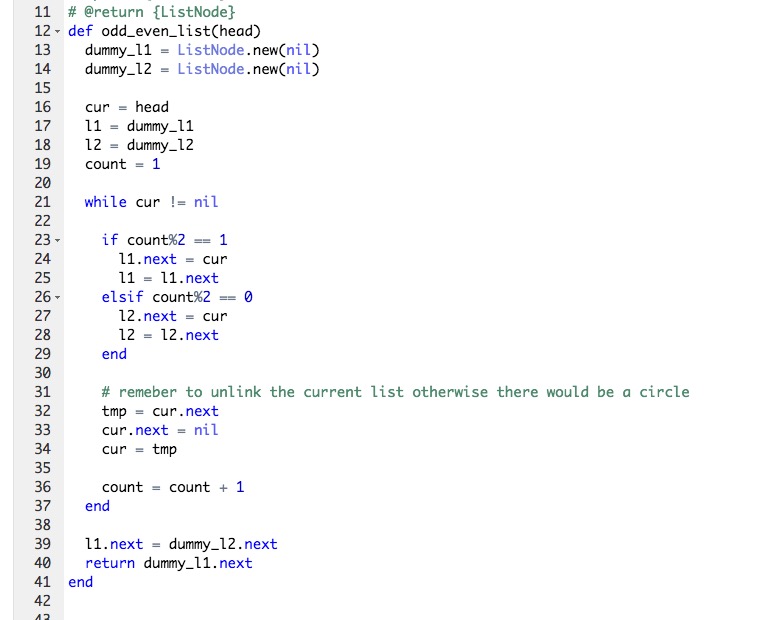 11 # @return {ListNode}
12 def odd_even_list(head)
13 dummy_l1 = ListNode.new(nil)
14 dummy_l2 = ListNode.new(nil)
15
16 cur = head
17 l1 = dummy_l1
18 l2 = dummy_l2
19 count = 1
20
21 while cur != nil
22
23 if count%2 == 1
24 l1.next = cur
25 l1 = l1.next
26 elsif count%2 == 0
27 l2.next = cur
28 l2 = l2.next
29 end
30
31 # remeber to unlink the current list otherwise there would be a circle
32 tmp = cur.next
33 cur.next = nil
34 cur = tmp
35
36 count = count + 1
37 end
38
39 l1.next = dummy_l2.next
40 return dummy_l1.next
41 end
42
43